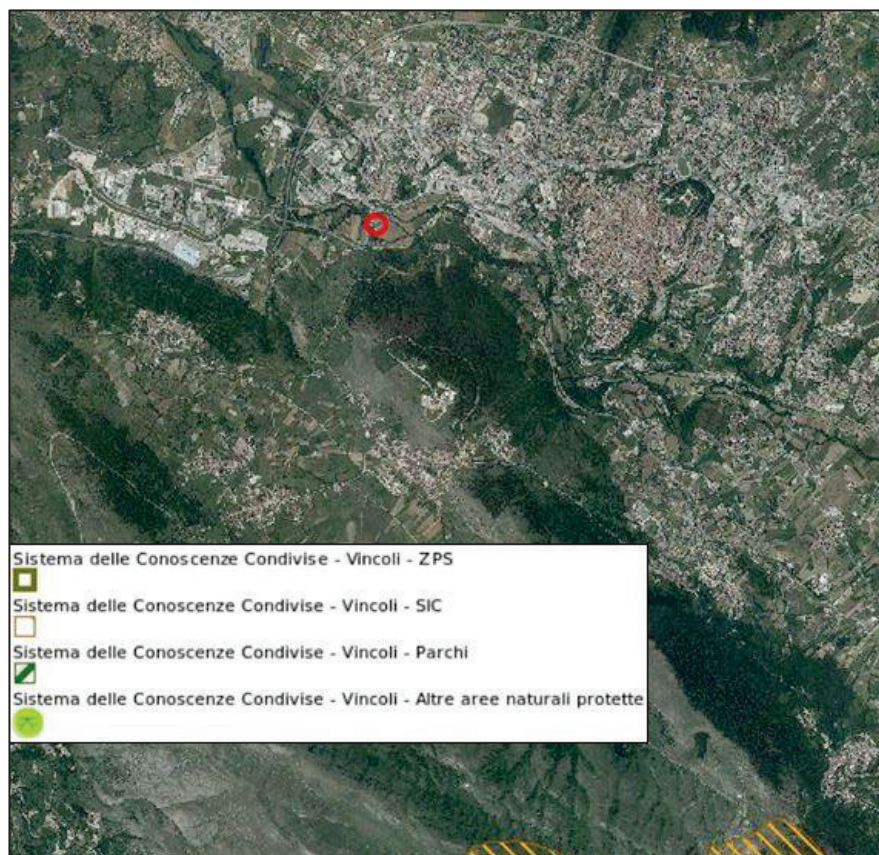 Sistema delle Conoscenze Condivise - Vincoli - ZPS
Sistema delle Conoscenze Condivise - Vincoli - SIC
Sistema delle Conoscenze Condivise - Vincoli - Parchi
Sistema delle Conoscenze Condivise - Vincoli - Altre aree naturali protette